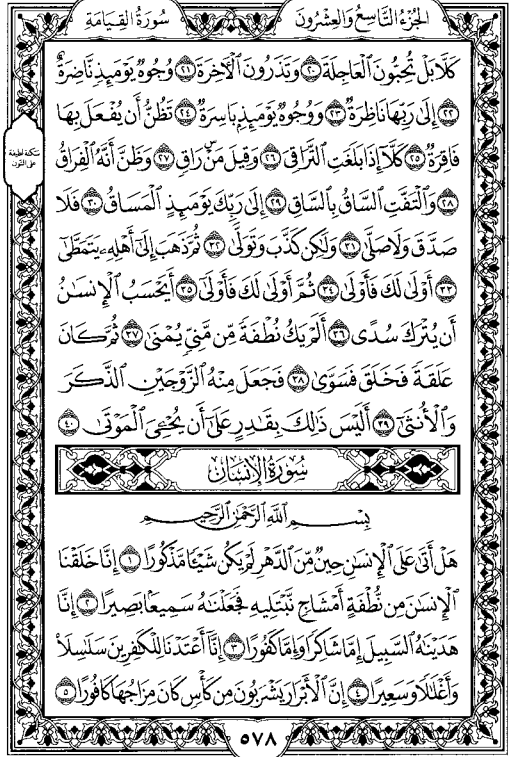 سُورَةُ الْقِيَامَةِ
الجُزْءُ التَّاسِعُ وَالعِشْرُونَ
كَلَّا بَلْ تُحِبُّونَ ٱلْعَاجِلَةَ ٢٠ وَتَذَرُونَ ٱلْـَٔاخِرَةَ ٢١ وُجُوهٌ يَوْمَئِذٍ نَّاضِرَةٌ
٢٢ إِلَىٰ رَبِّهَا نَاظِرَةٌ ٢٣ وَوُجُوهٌ يَوْمَئِذٍۭ بَاسِرَةٌ ٢٤ تَظُنُّ أَن يُفْعَلَ بِهَا
فَاقِرَةٌ ٢٥ كَلَّآ إِذَا بَلَغَتِ ٱلتَّرَاقِىَ ٢٦ وَقِيلَ مَنْۜ رَاقٍ ٢٧ وَظَنَّ أَنَّهُ ٱلْفِرَاقُ
٢٨ وَٱلْتَفَّتِ ٱلسَّاقُ بِٱلسَّاقِ ٢٩ إِلَىٰ رَبِّكَ يَوْمَئِذٍ ٱلْمَسَاقُ ٣٠ فَلَا
صَدَّقَ وَلَا صَلَّىٰ ٣١ وَلَٰكِن كَذَّبَ وَتَوَلَّىٰ ٣٢ ثُمَّ ذَهَبَ إِلَىٰٓ أَهْلِهِۦ يَتَمَطَّىٰٓ
٣٣ أَوْلَىٰ لَكَ فَأَوْلَىٰ ٣٤ ثُمَّ أَوْلَىٰ لَكَ فَأَوْلَىٰٓ ٣٥ أَيَحْسَبُ ٱلْإِنسَٰنُ
أَن يُتْرَكَ سُدًى ٣٦ أَلَمْ يَكُ نُطْفَةً مِّن مَّنِىٍّ يُمْنَىٰ ٣٧ ثُمَّ كَانَ
عَلَقَةً فَخَلَقَ فَسَوَّىٰ ٣٨ فَجَعَلَ مِنْهُ ٱلزَّوْجَيْنِ ٱلذَّكَرَ
وَٱلْأُنثَىٰٓ ٣٩ أَلَيْسَ ذَٰلِكَ بِقَٰدِرٍ عَلَىٰٓ أَن يُحْـِۧىَ ٱلْمَوْتَىٰ ٤٠
سُورَةُ الإِنسَانِ
بِسْمِ ٱللَّهِ ٱلرَّحْمَٰنِ ٱلرَّحِيمِ
هَلْ أَتَىٰ عَلَى ٱلْإِنسَٰنِ حِينٌ مِّنَ ٱلدَّهْرِ لَمْ يَكُن شَيْـًٔا مَّذْكُورًا ١ إِنَّا خَلَقْنَا
ٱلْإِنسَٰنَ مِن نُّطْفَةٍ أَمْشَاجٍ نَّبْتَلِيهِ فَجَعَلْنَٰهُ سَمِيعًۢا بَصِيرًا ٢ إِنَّا
هَدَيْنَٰهُ ٱلسَّبِيلَ إِمَّا شَاكِرًا وَإِمَّا كَفُورًا ٣ إِنَّآ أَعْتَدْنَا لِلْكَٰفِرِينَ سَلَٰسِلَا۟
وَأَغْلَٰلًا وَسَعِيرًا ٤ إِنَّ ٱلْأَبْرَارَ يَشْرَبُونَ مِن كَأْسٍ كَانَ مِزَاجُهَا كَافُورًا ٥
٥٧٨
سكتة لطيفة
على النون